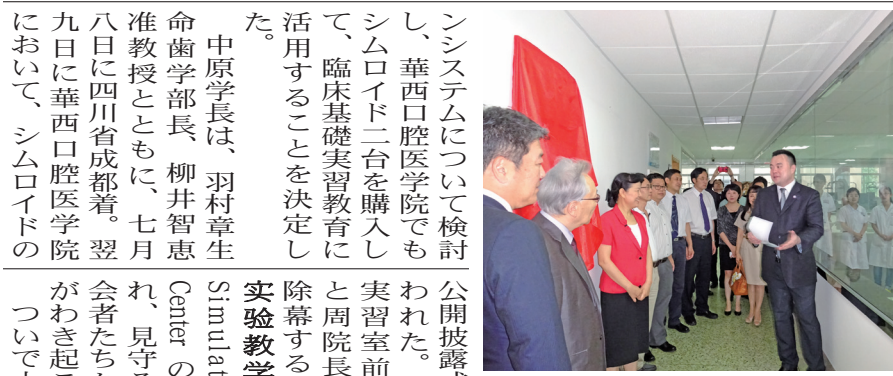 ンシステムについて検討
し、華西口腔医学院でも
シムロイド二台を購入し
て、臨床基礎実習教育に
活用することを決定し
た。
中原学長は、羽村章生
命歯学部長、柳井智恵
准教授とともに、七月
八日に四川省成都着。翌
九日に華西口腔医学院
において、シムロイドの
公開披露
われた。
実習室前
と周院長
除幕する
实验教学
Simulat
Center の
れ、見守
会者たち
がわき起
ついで